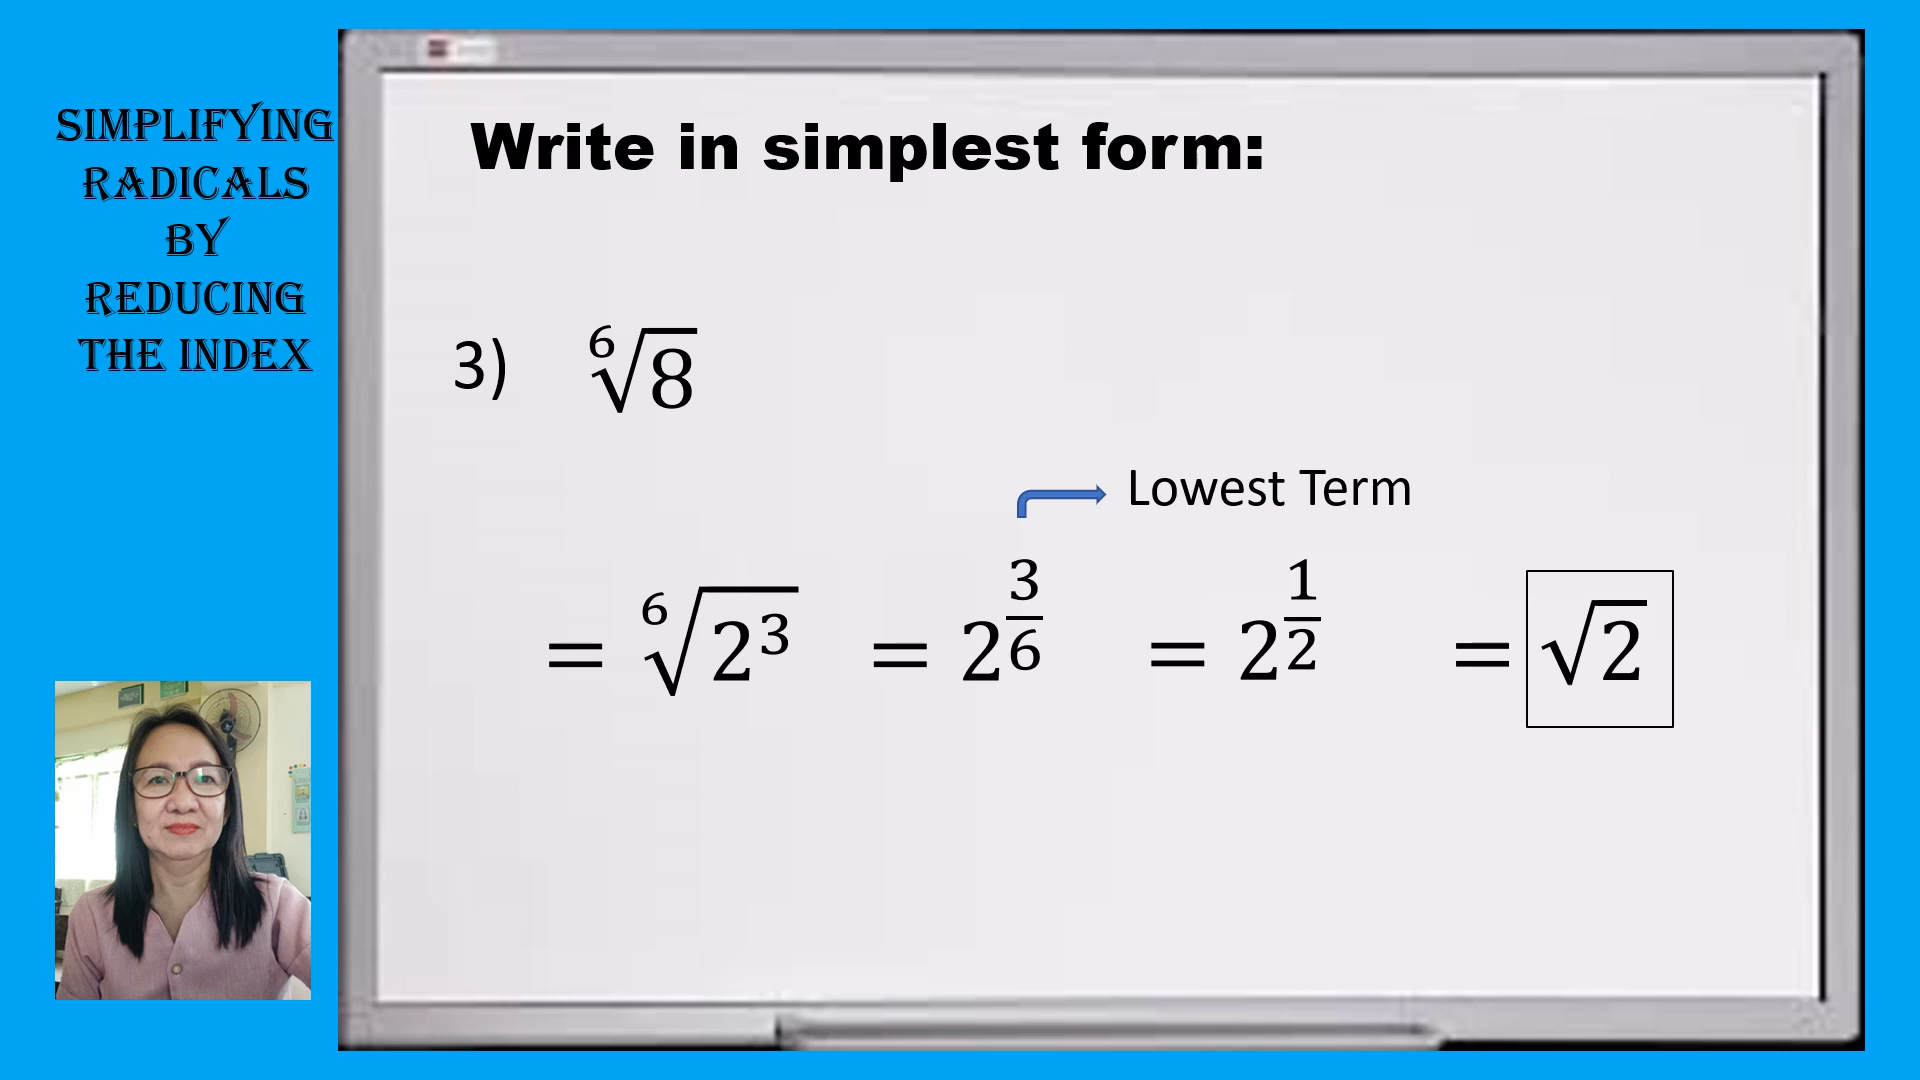 SIMPLIFYING
RADICALS
BY
REDUCING
THE INDEX
Write in simplest form:
3) ⁶√8
Lowest Term
= ⁶√2³ = 2^(3/6) = 2^(1/2) = √2